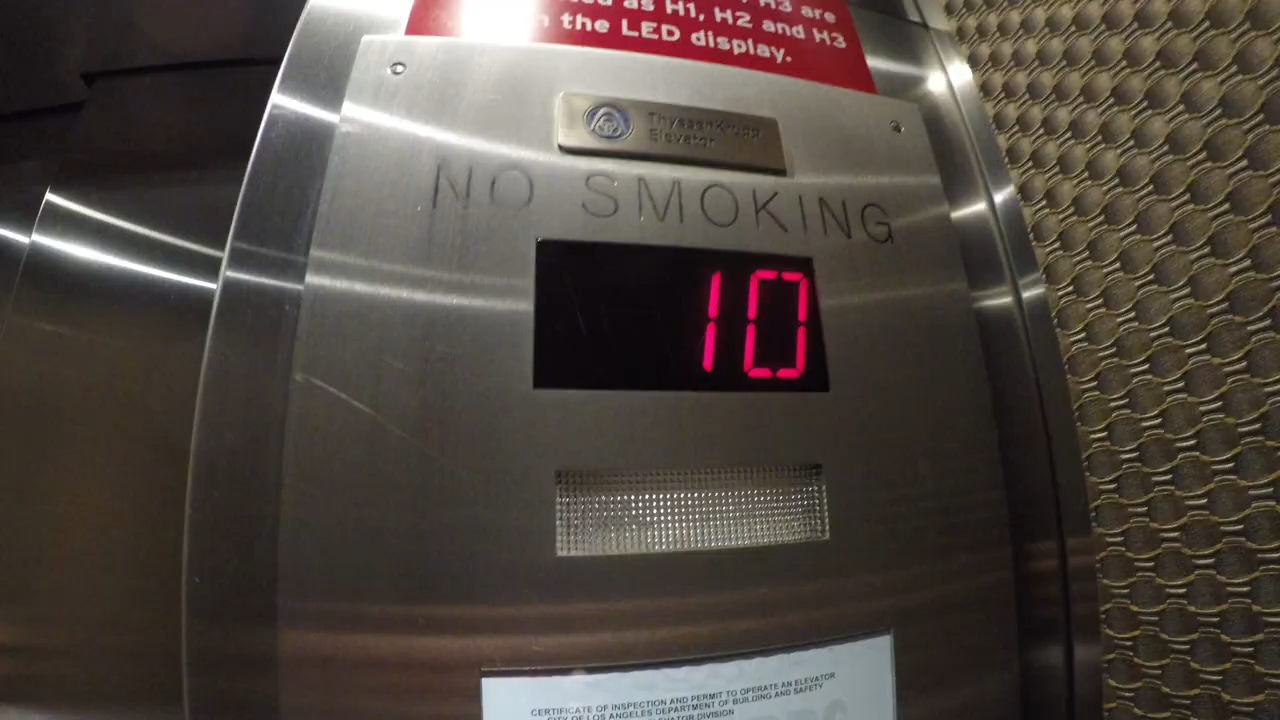 H3 are
as H1, H2 and H3
the LED display.
ThyssenKrupp
Elevator
NO SMOKING
10
CERTIFICATE OF INSPECTION AND PERMIT TO OPERATE AN ELEVATOR
CITY OF LOS ANGELES DEPARTMENT OF BUILDING AND SAFETY
ELEVATOR DIVISION